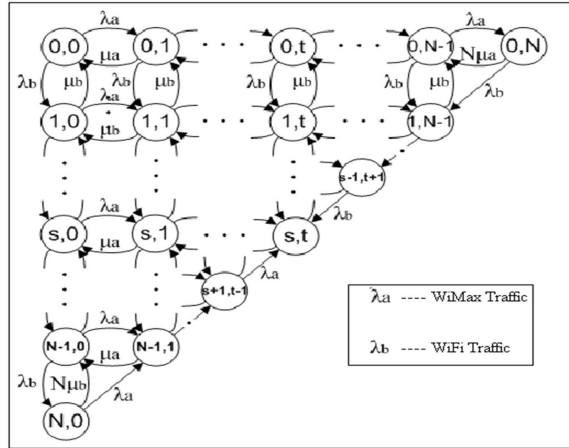 λa λa
0,0 0,1 · · · 0,t · · · 0,N-1 0,N
μa Nμa
λb μb λb μb μb μb λb
λa
1,0 1,1 · · · 1,t · · · 1,N-1
μb
s-1,t+1
λa λb
s,0 s,1 · · · s,t
μa
λa
s+1,t-1
λa ---- WiMax Traffic
λa
N-1,0 N-1,1
μa
λb ---- WiFi Traffic
λb Nμb λa
N,0